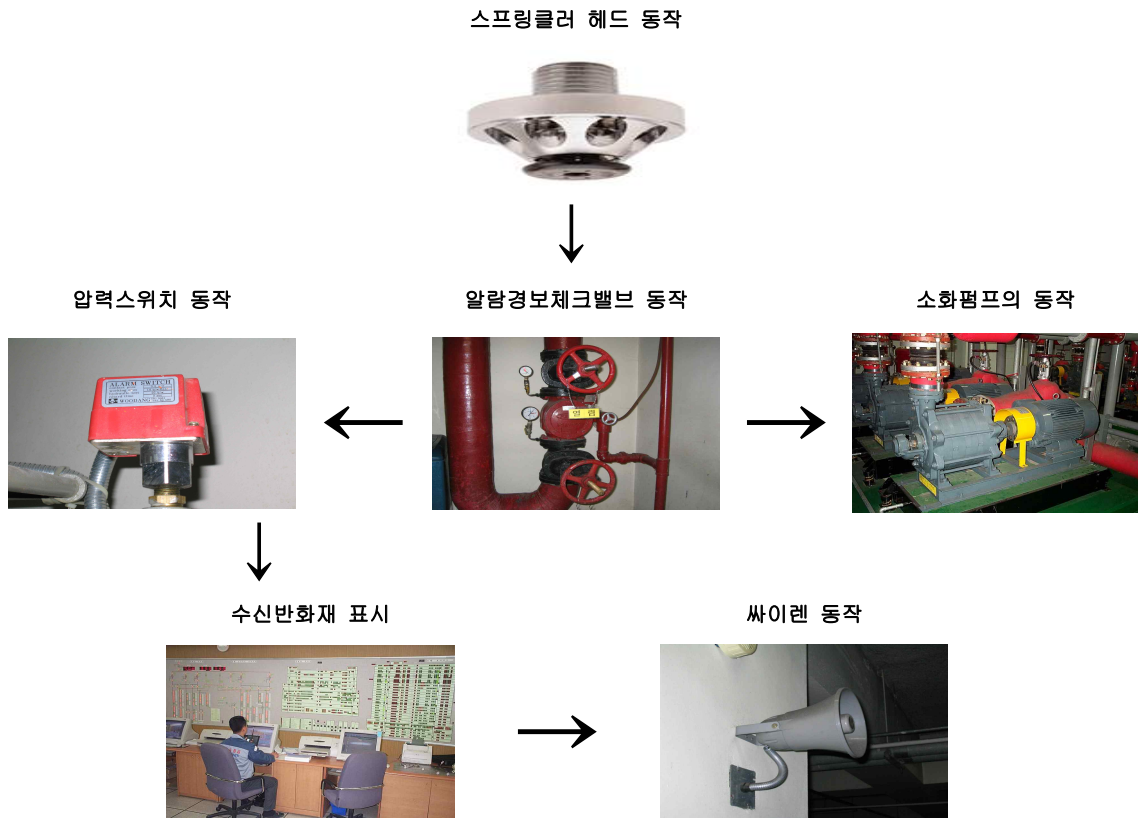 스프링클러 헤드 동작
압력스위치 동작
알람경보체크밸브 동작
소화펌프의 동작
ALARM SWITCH
열림
수신반화재 표시
싸이렌 동작